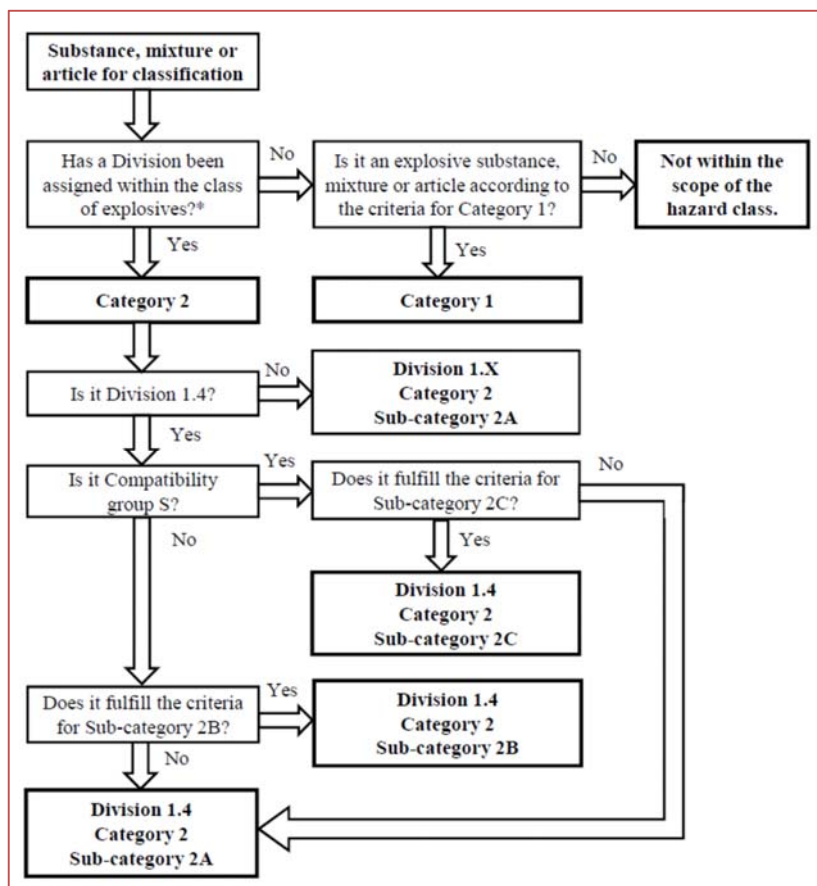 Substance, mixture or
article for classification
Has a Division been
assigned within the class
of explosives?*
No
Is it an explosive substance,
mixture or article according to
the criteria for Category 1?
No
Not within the
scope of the
hazard class.
Yes
Yes
Category 2
Category 1
Is it Division 1.4?
No
Division 1.X
Category 2
Sub-category 2A
Yes
Is it Compatibility
group S?
Yes
Does it fulfill the criteria for
Sub-category 2C?
No
No
Yes
Division 1.4
Category 2
Sub-category 2C
Does it fulfill the criteria
for Sub-category 2B?
Yes
Division 1.4
Category 2
Sub-category 2B
No
Division 1.4
Category 2
Sub-category 2A